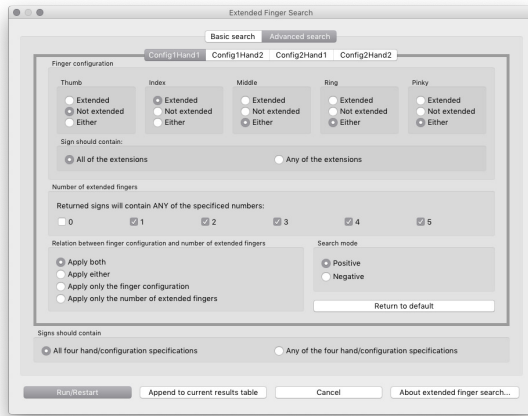 Extended Finger Search
Basic search Advanced search
Config1Hand1 Config1Hand2 Config2Hand1 Config2Hand2
Finger configuration
Thumb Index Middle Ring Pinky
Extended Extended Extended Extended Extended
Not extended Not extended Not extended Not extended Not extended
Either Either Either Either Either
Sign should contain:
All of the extensions Any of the extensions
Number of extended fingers
Returned signs will contain ANY of the specificed numbers:
0 1 2 3 4 5
Relation between finger configuration and number of extended fingers Search mode
Apply both Positive
Apply either Negative
Apply only the finger configuration
Apply only the number of extended fingers
Return to default
Signs should contain
All four hand/configuration specifications Any of the four hand/configuration specifications
Run/Restart Append to current results table Cancel About extended finger search...